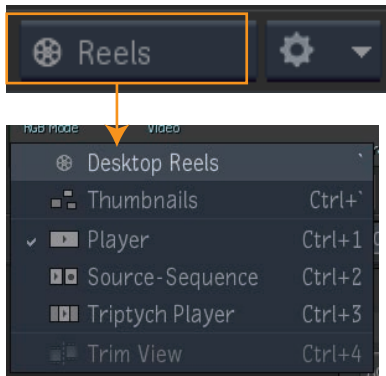 Reels
RGB Mode Video
Desktop Reels `
Thumbnails Ctrl+`
Player Ctrl+1
Source-Sequence Ctrl+2
Triptych Player Ctrl+3
Trim View Ctrl+4